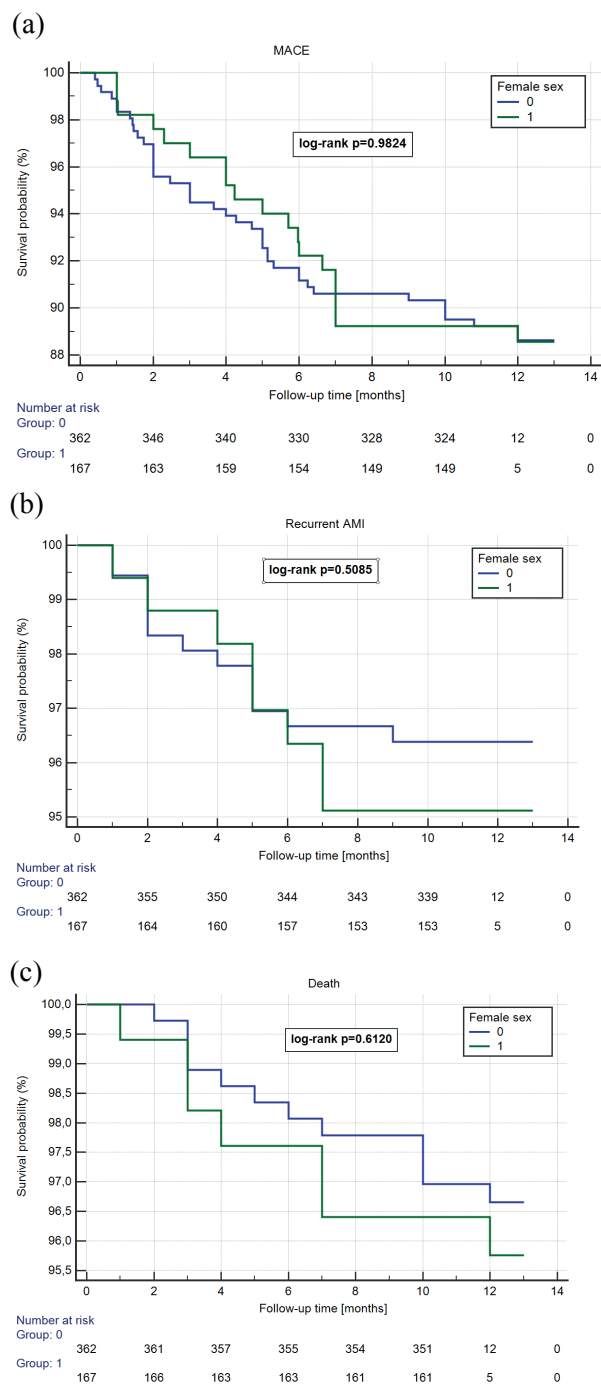 (a)
MACE
100
98
96
94
92
90
88
Survival probability (%)
log-rank p=0.9824
Female sex
0
1
0 2 4 6 8 10 12 14
Follow-up time [months]
Number at risk
Group: 0
362 346 340 330 328 324 12 0
Group: 1
167 163 159 154 149 149 5 0
(b)
Recurrent AMI
100
99
98
97
96
95
Survival probability (%)
log-rank p=0.5085
Female sex
0
1
0 2 4 6 8 10 12 14
Follow-up time [months]
Number at risk
Group: 0
362 355 350 344 343 339 12 0
Group: 1
167 164 160 157 153 153 5 0
(c)
Death
100,0
99,5
99,0
98,5
98,0
97,5
97,0
96,5
96,0
95,5
Survival probability (%)
log-rank p=0.6120
Female sex
0
1
0 2 4 6 8 10 12 14
Follow-up time [months]
Number at risk
Group: 0
362 361 357 355 354 351 12 0
Group: 1
167 166 163 163 161 161 5 0